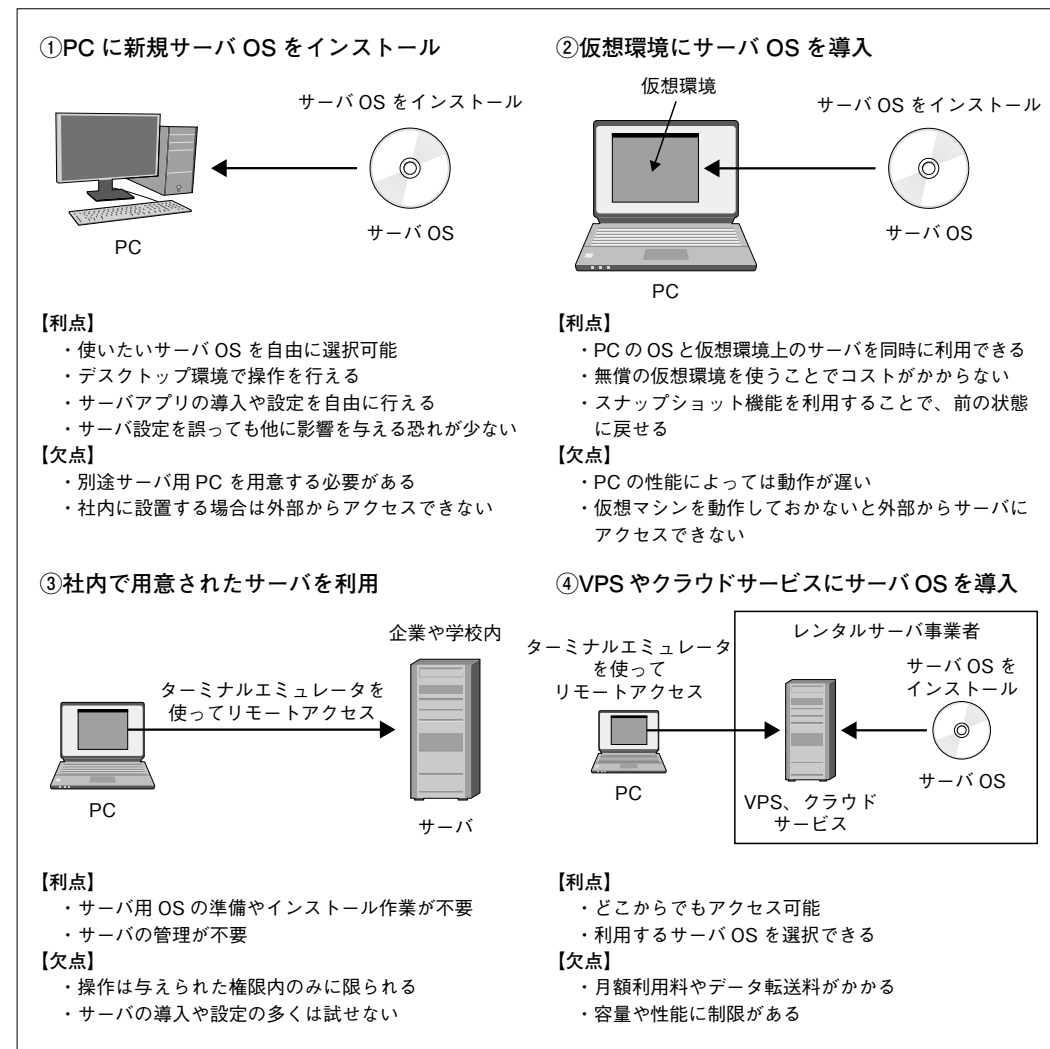 ①PC に新規サーバ OS をインストール
サーバ OS をインストール
サーバ OS
PC
【利点】
・使いたいサーバ OS を自由に選択可能
・デスクトップ環境で操作を行える
・サーバアプリの導入や設定を自由に行える
・サーバ設定を誤っても他に影響を与える恐れが少ない
【欠点】
・別途サーバ用 PC を用意する必要がある
・社内に設置する場合は外部からアクセスできない
②仮想環境にサーバ OS を導入
仮想環境
サーバ OS をインストール
サーバ OS
PC
【利点】
・PC の OS と仮想環境上のサーバを同時に利用できる
・無償の仮想環境を使うことでコストがかからない
・スナップショット機能を利用することで、前の状態
に戻せる
【欠点】
・PC の性能によっては動作が遅い
・仮想マシンを動作しておかないと外部からサーバに
アクセスできない
③社内で用意されたサーバを利用
企業や学校内
ターミナルエミュレータを
使ってリモートアクセス
PC
サーバ
【利点】
・サーバ用 OS の準備やインストール作業が不要
・サーバの管理が不要
【欠点】
・操作は与えられた権限内のみに限られる
・サーバの導入や設定の多くは試せない
④VPS やクラウドサービスにサーバ OS を導入
ターミナルエミュレータ
を使って
リモートアクセス
レンタルサーバ事業者
サーバ OS を
インストール
サーバ OS
PC
VPS、クラウド
サービス
【利点】
・どこからでもアクセス可能
・利用するサーバ OS を選択できる
【欠点】
・月額利用料やデータ転送料がかかる
・容量や性能に制限がある